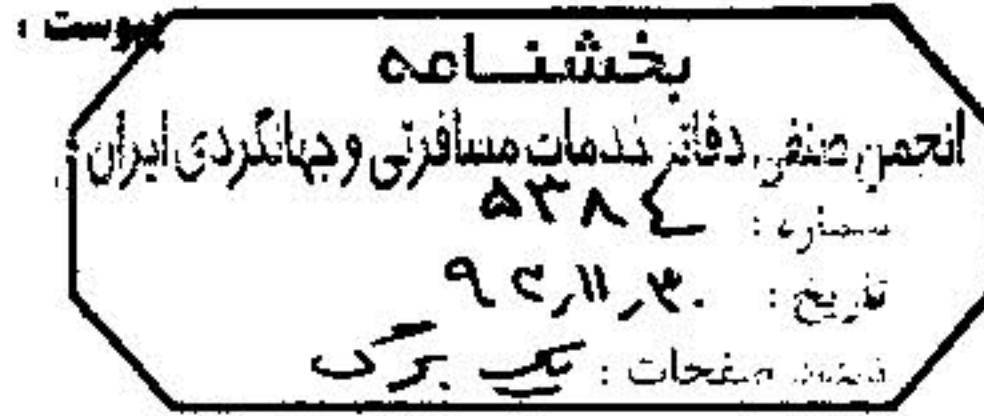 پیوست :
بخشنامه
انجمن صنفی دفاتر خدمات مسافرتی و جهانگردی ایران
شماره : ۵۳۸۴
تاریخ : ۹۲٫۱۱٫۳۰
تعداد صفحات : یک برگ